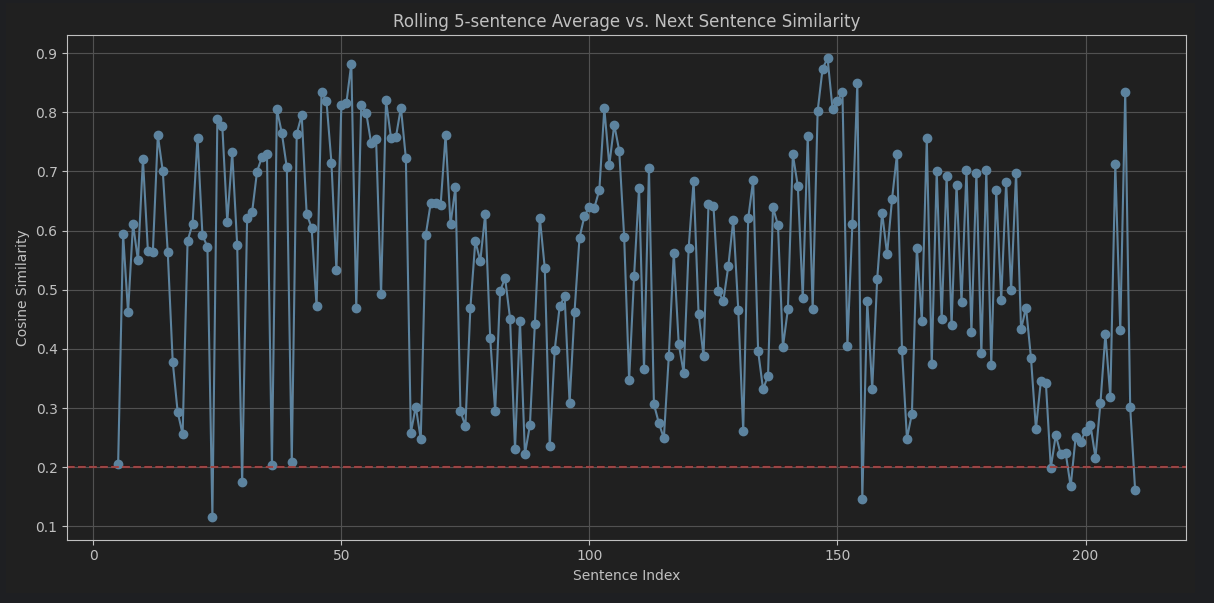 Rolling 5-sentence Average vs. Next Sentence Similarity
0.9
0.8
0.7
0.6
0.5
0.4
0.3
0.2
0.1
Cosine Similarity
0 50 100 150 200
Sentence Index